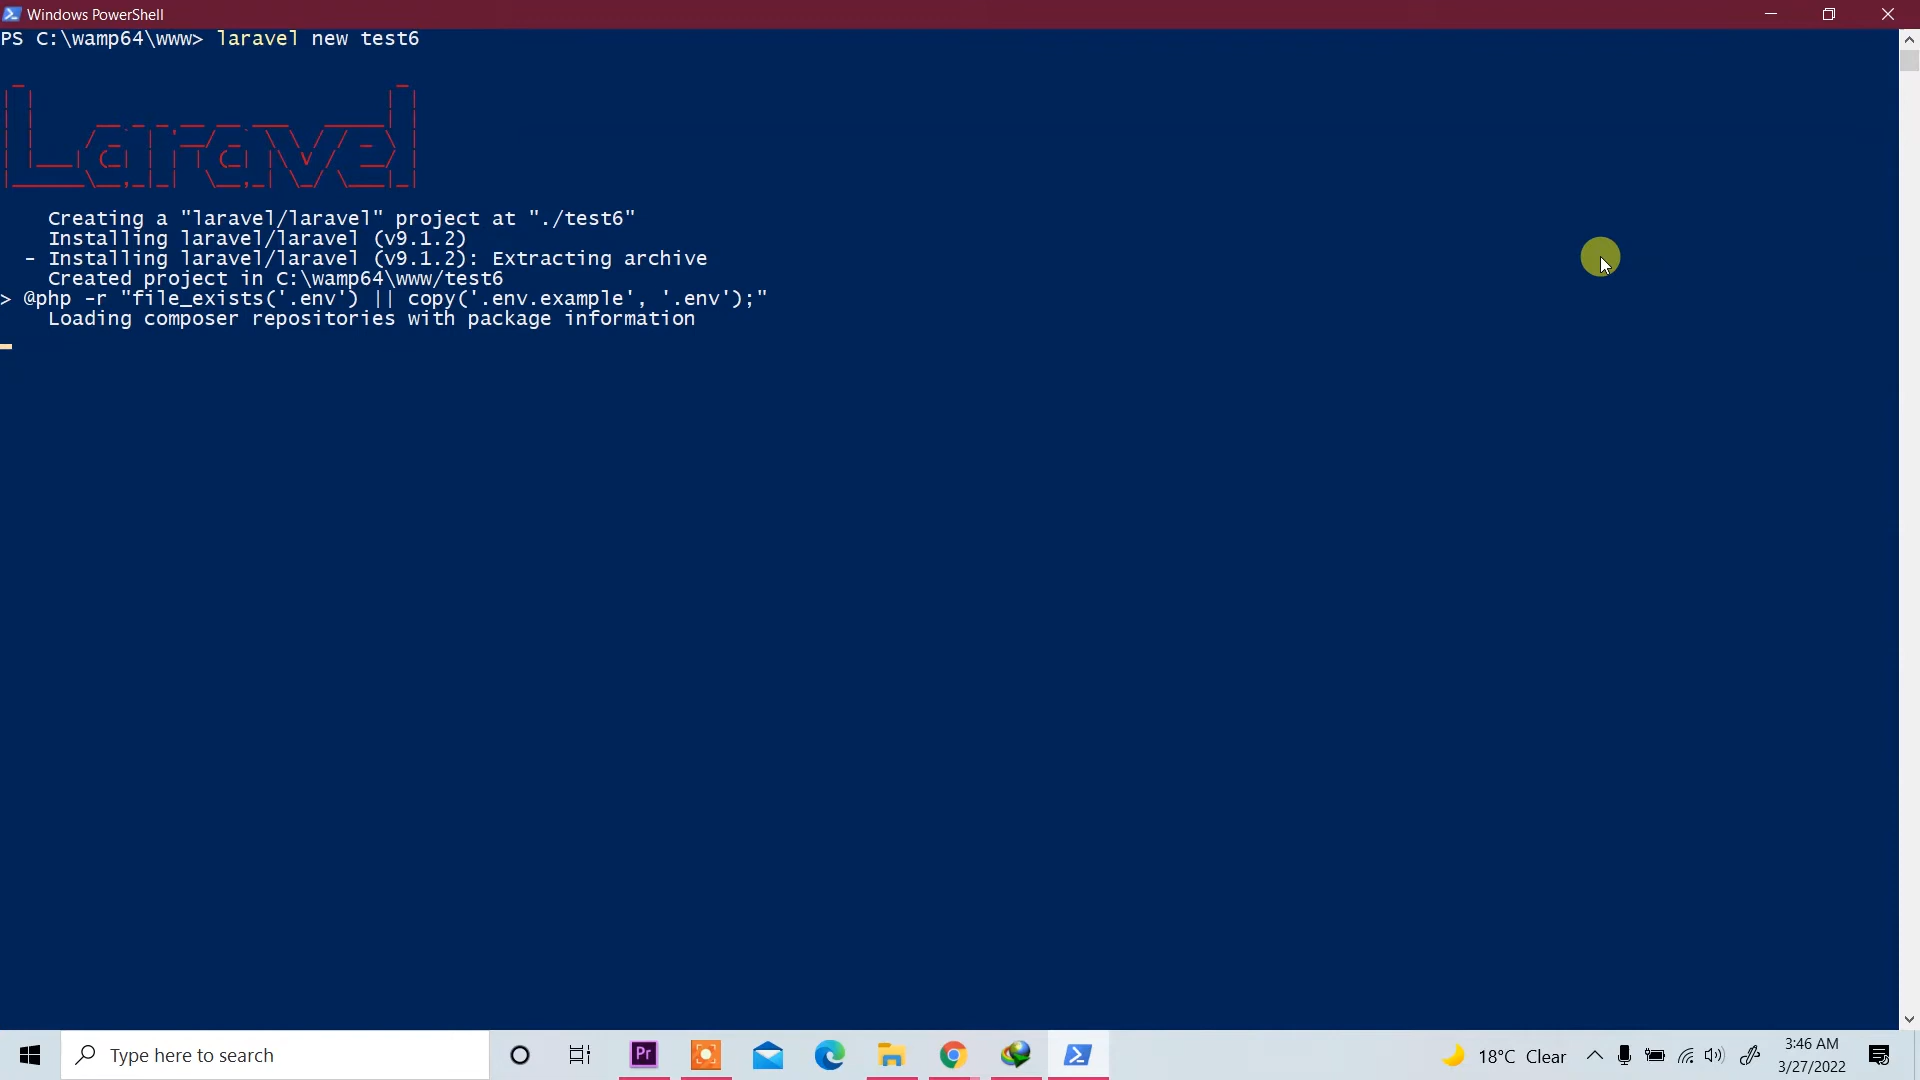 Windows PowerShell
PS C:\wamp64\www> laravel new test6
Laravel
Creating a "laravel/laravel" project at "./test6"
Installing laravel/laravel (v9.1.2)
- Installing laravel/laravel (v9.1.2): Extracting archive
Created project in C:\wamp64\www/test6
> @php -r "file_exists('.env') || copy('.env.example', '.env');"
Loading composer repositories with package information
Type here to search
Pr
18°C Clear
3:46 AM
3/27/2022